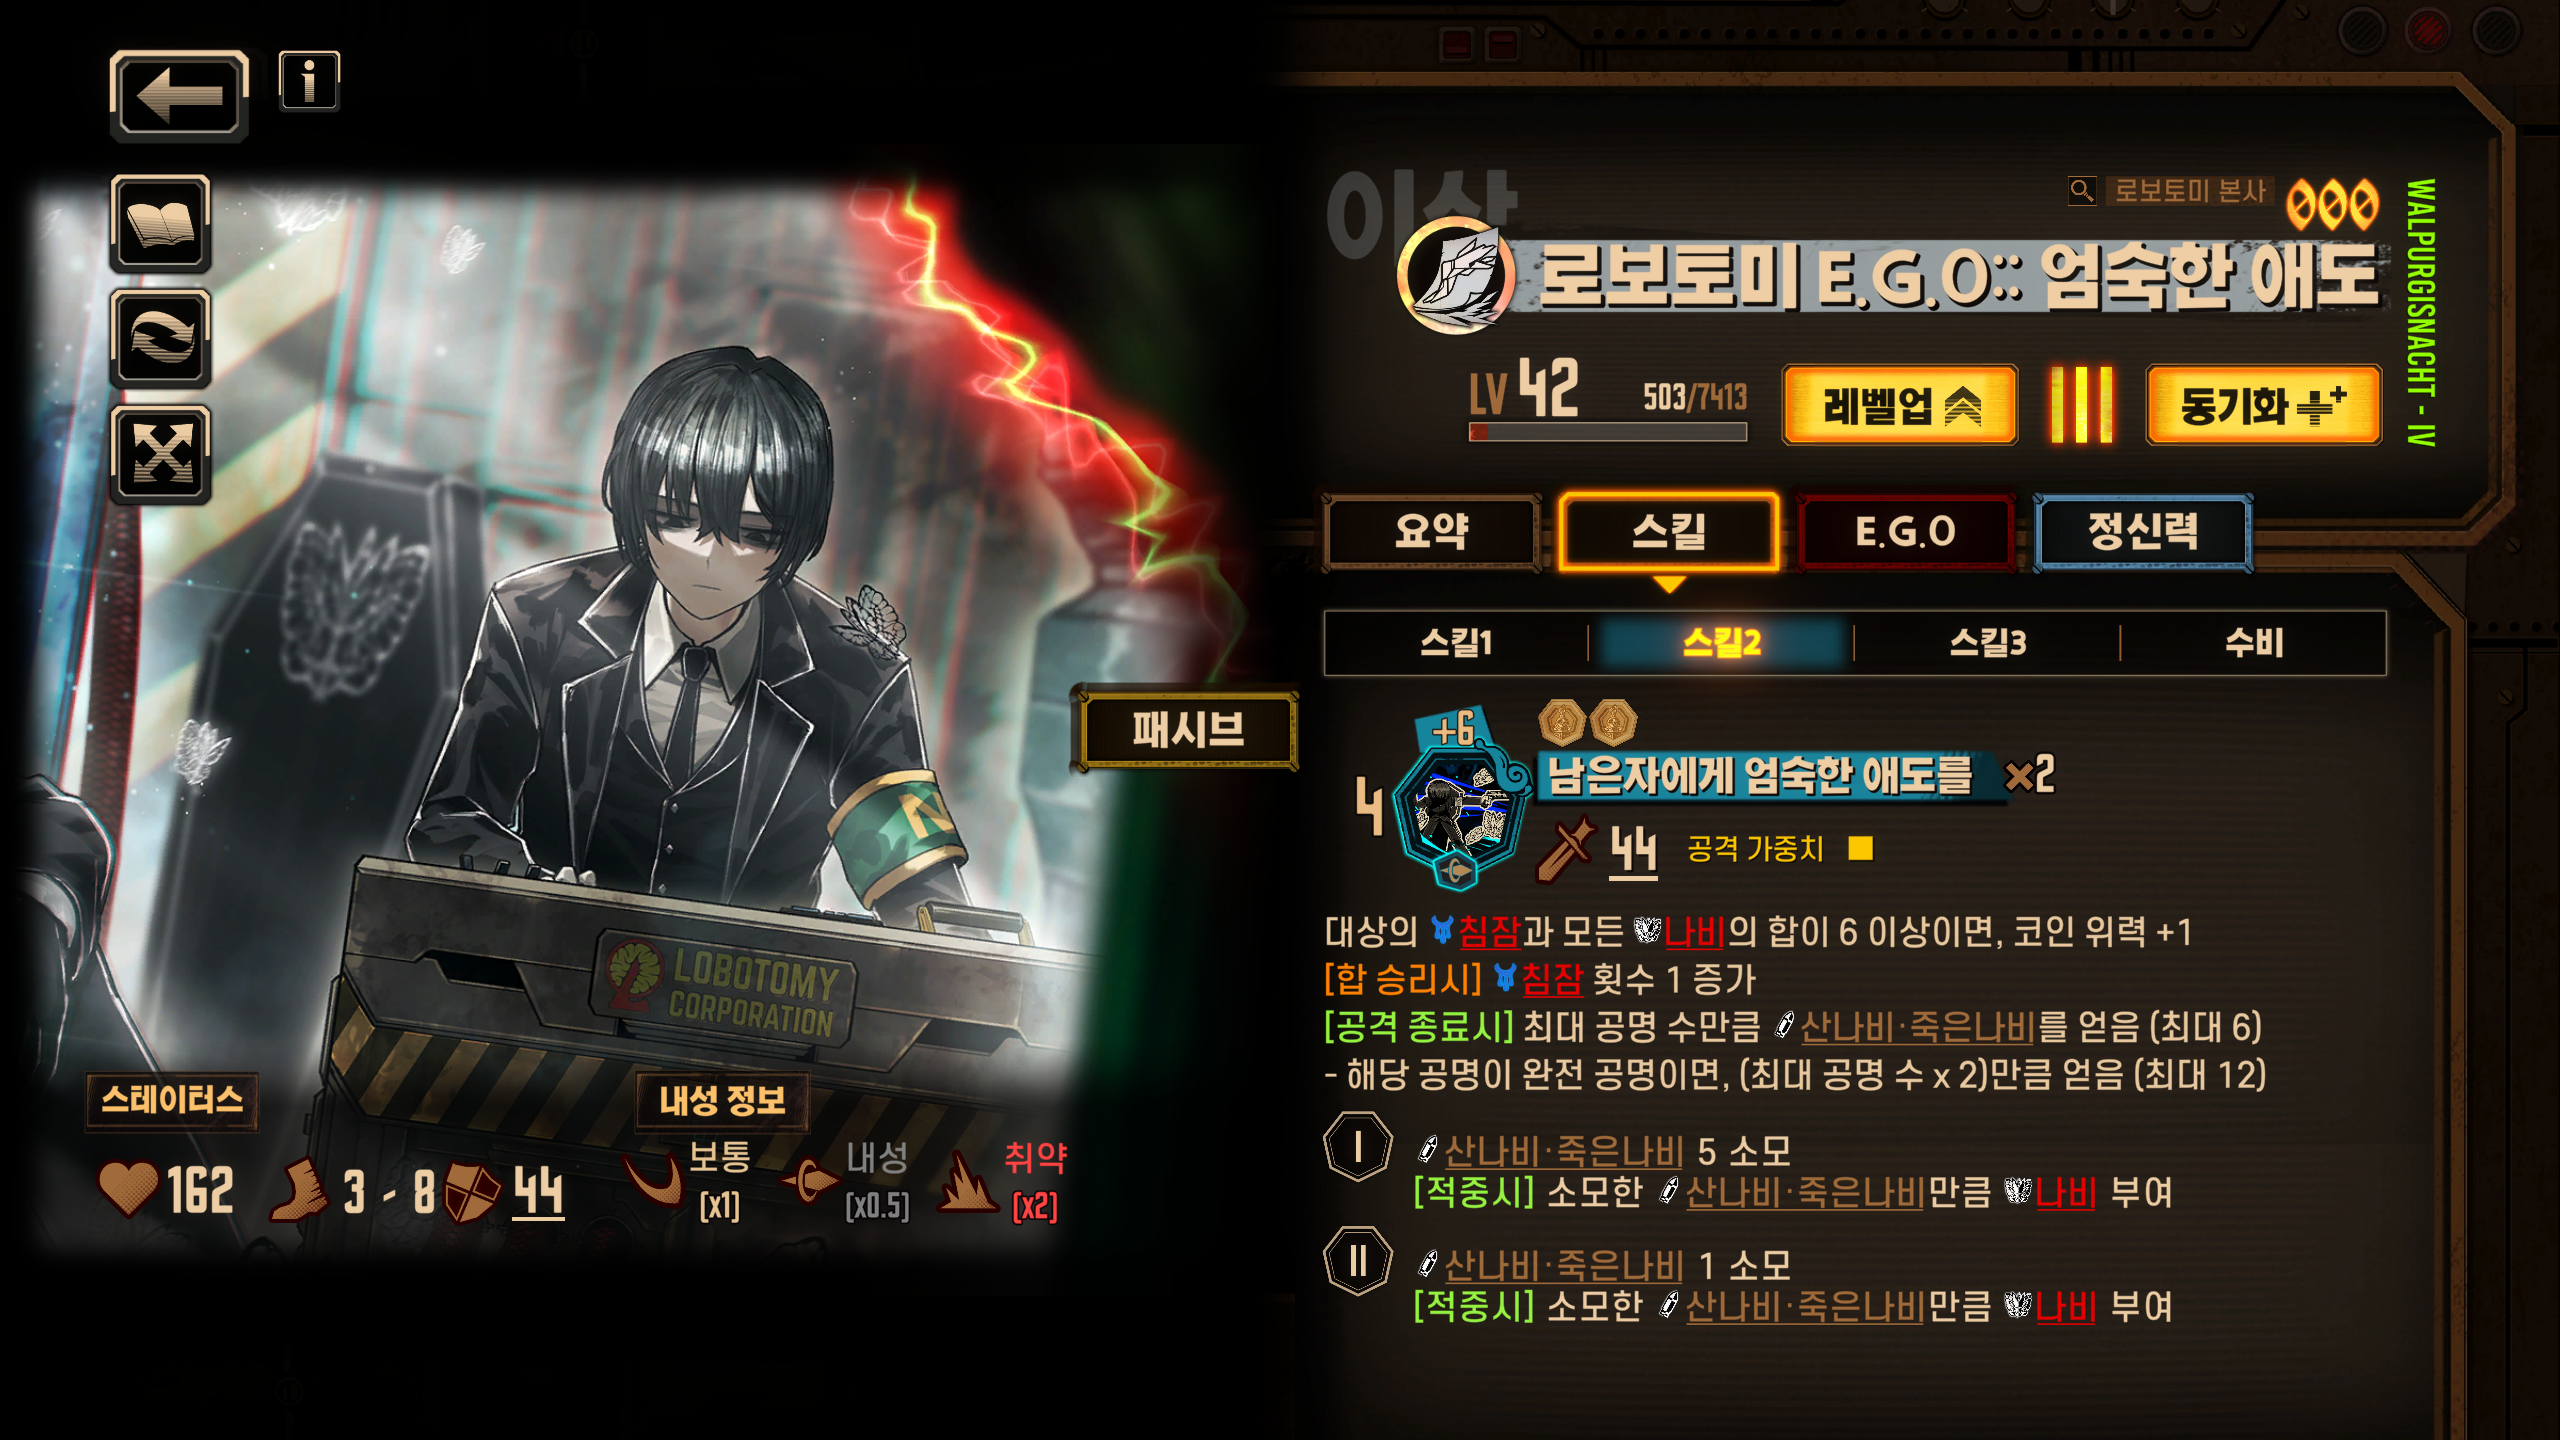 이상
로보토미 본사
로보토미 E.G.O:: 엄숙한 애도
WALPURGISNACHT - IV
LV 42
503/7413
레벨업
III
동기화
요약
스킬
E.G.O
정신력
스킬1
스킬2
스킬3
수비
패시브
+6
4
남은자에게 엄숙한 애도를 ×2
44
공격 가중치
대상의 침잠과 모든 나비의 합이 6 이상이면, 코인 위력 +1
[합 승리시] 침잠 횟수 1 증가
[공격 종료시] 최대 공명 수만큼 산나비·죽은나비를 얻음 (최대 6)
- 해당 공명이 완전 공명이면, (최대 공명 수 x 2)만큼 얻음 (최대 12)
I
산나비·죽은나비 5 소모
[적중시] 소모한 산나비·죽은나비만큼 나비 부여
II
산나비·죽은나비 1 소모
[적중시] 소모한 산나비·죽은나비만큼 나비 부여
N
LOBOTOMY
CORPORATION
스테이터스
162
3 - 8
44
내성 정보
보통
[x1]
내성
[x0.5]
취약
[x2]